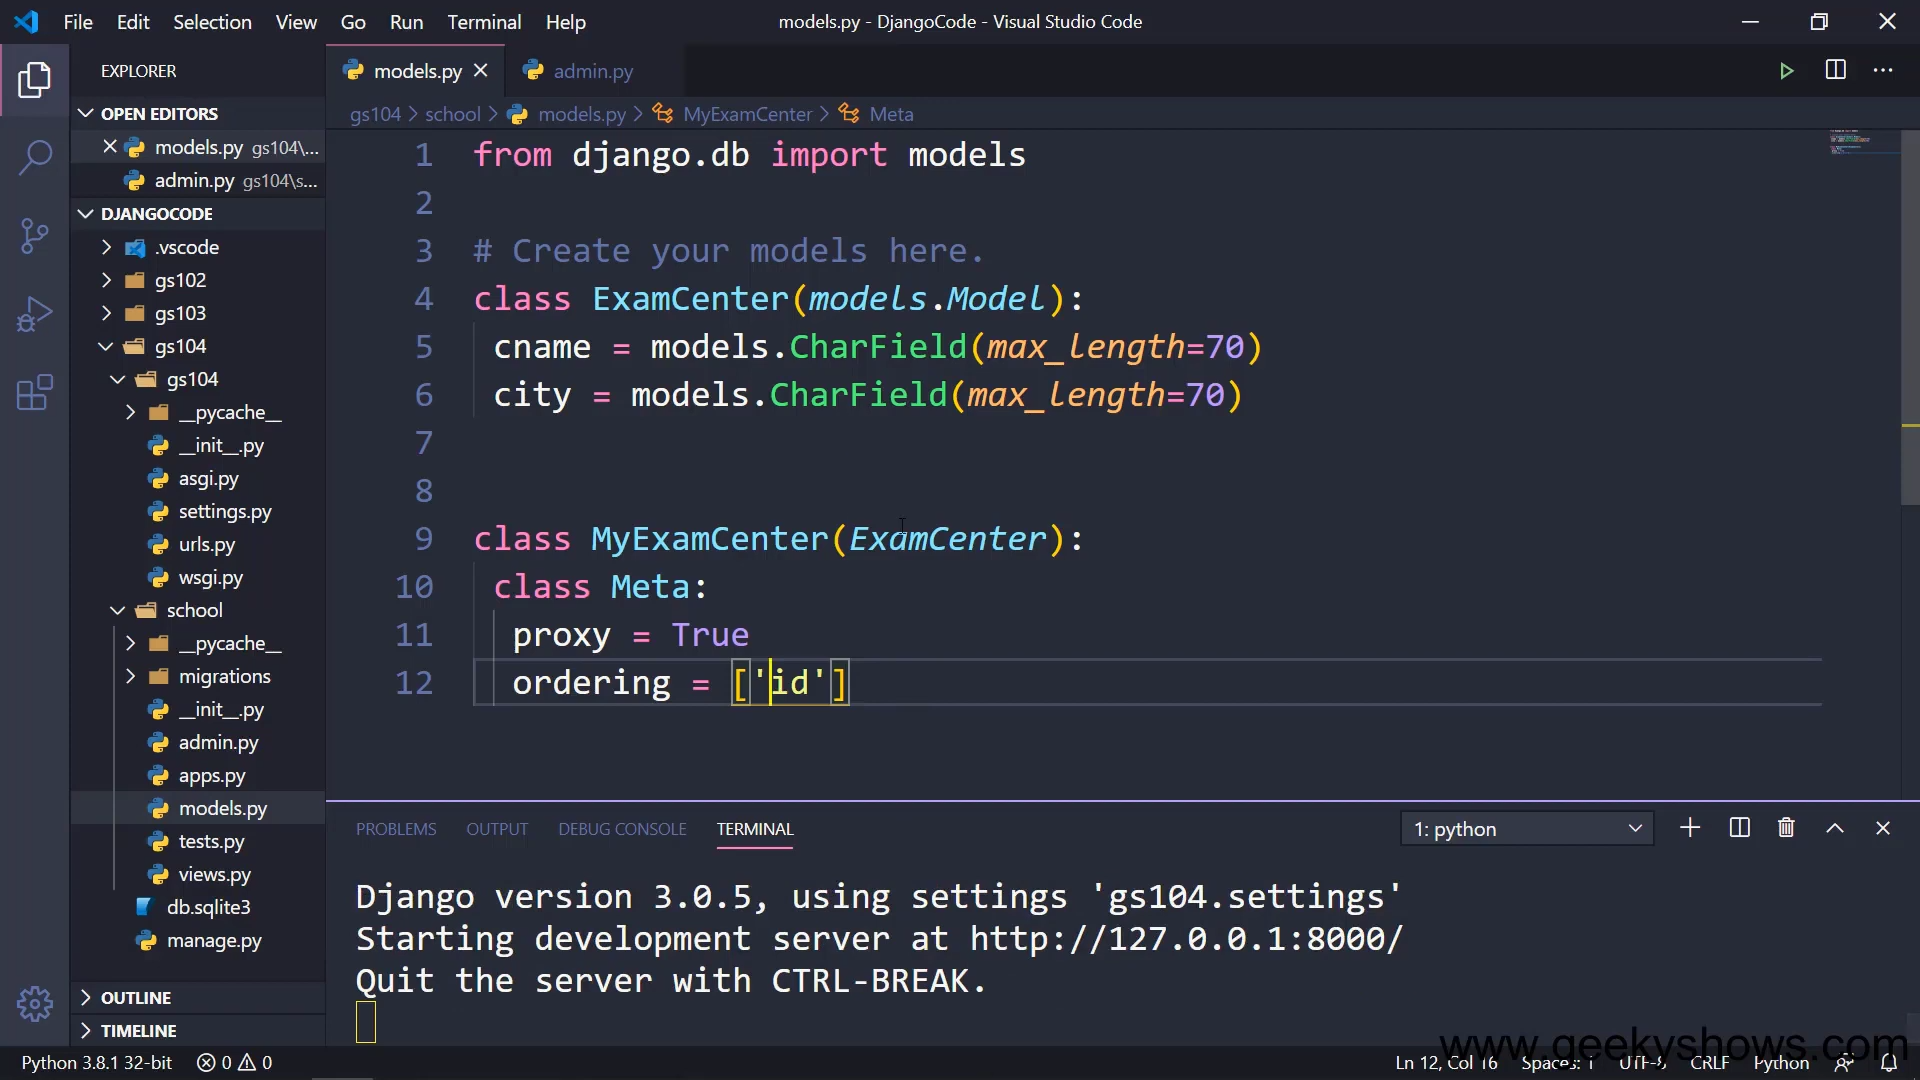 File Edit Selection View Go Run Terminal Help
models.py - DjangoCode - Visual Studio Code
EXPLORER
OPEN EDITORS
models.py gs104\...
admin.py gs104\s...
DJANGOCODE
.vscode
gs102
gs103
gs104
gs104
__pycache__
__init__.py
asgi.py
settings.py
urls.py
wsgi.py
school
__pycache__
migrations
__init__.py
admin.py
apps.py
models.py
tests.py
views.py
db.sqlite3
manage.py
OUTLINE
TIMELINE
models.py admin.py
gs104 > school > models.py > MyExamCenter > Meta
1 from django.db import models
2
3 # Create your models here.
4 class ExamCenter(models.Model):
5 cname = models.CharField(max_length=70)
6 city = models.CharField(max_length=70)
7
8
9 class MyExamCenter(ExamCenter):
10 class Meta:
11 proxy = True
12 ordering = ['id']
PROBLEMS OUTPUT DEBUG CONSOLE TERMINAL
1: python
Django version 3.0.5, using settings 'gs104.settings'
Starting development server at http://127.0.0.1:8000/
Quit the server with CTRL-BREAK.
www.geekyshows.com
Python 3.8.1 32-bit 0 0
Ln 12, Col 16 Spaces: 1 UTF-8 CRLF Python